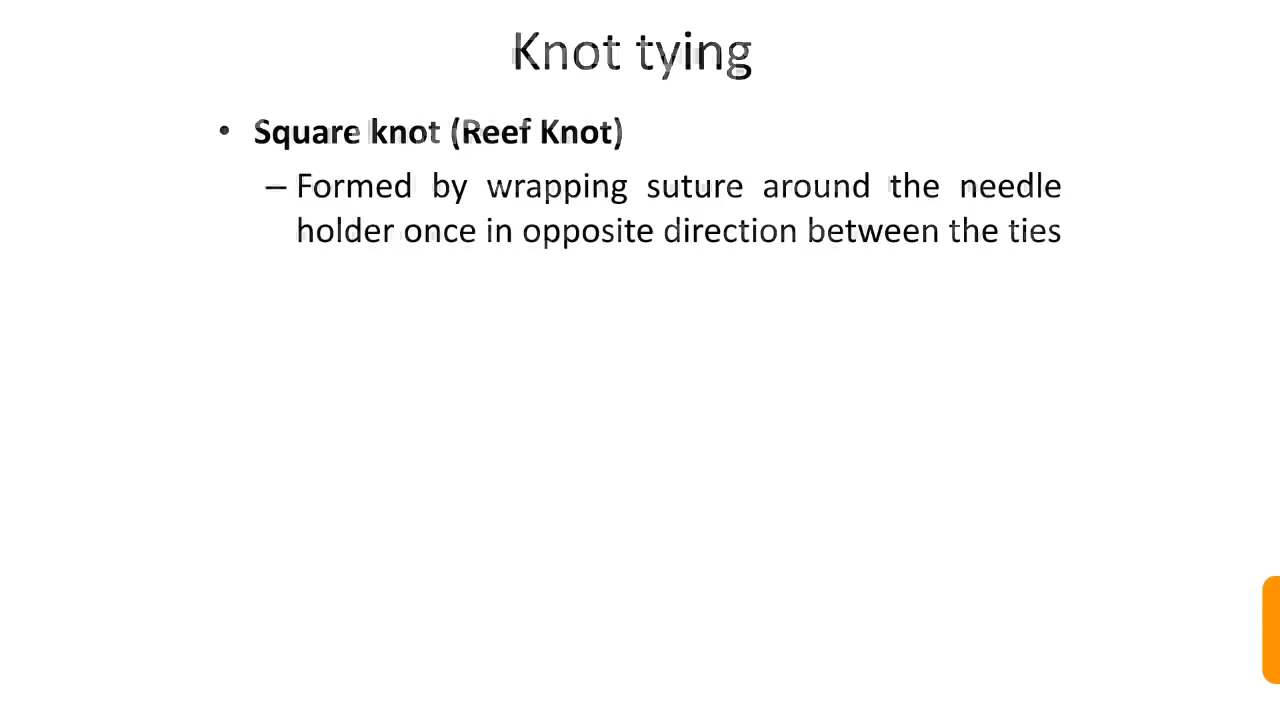 Knot tying
• Square knot (Reef Knot)
– Formed by wrapping suture around the needle
holder once in opposite direction between the ties